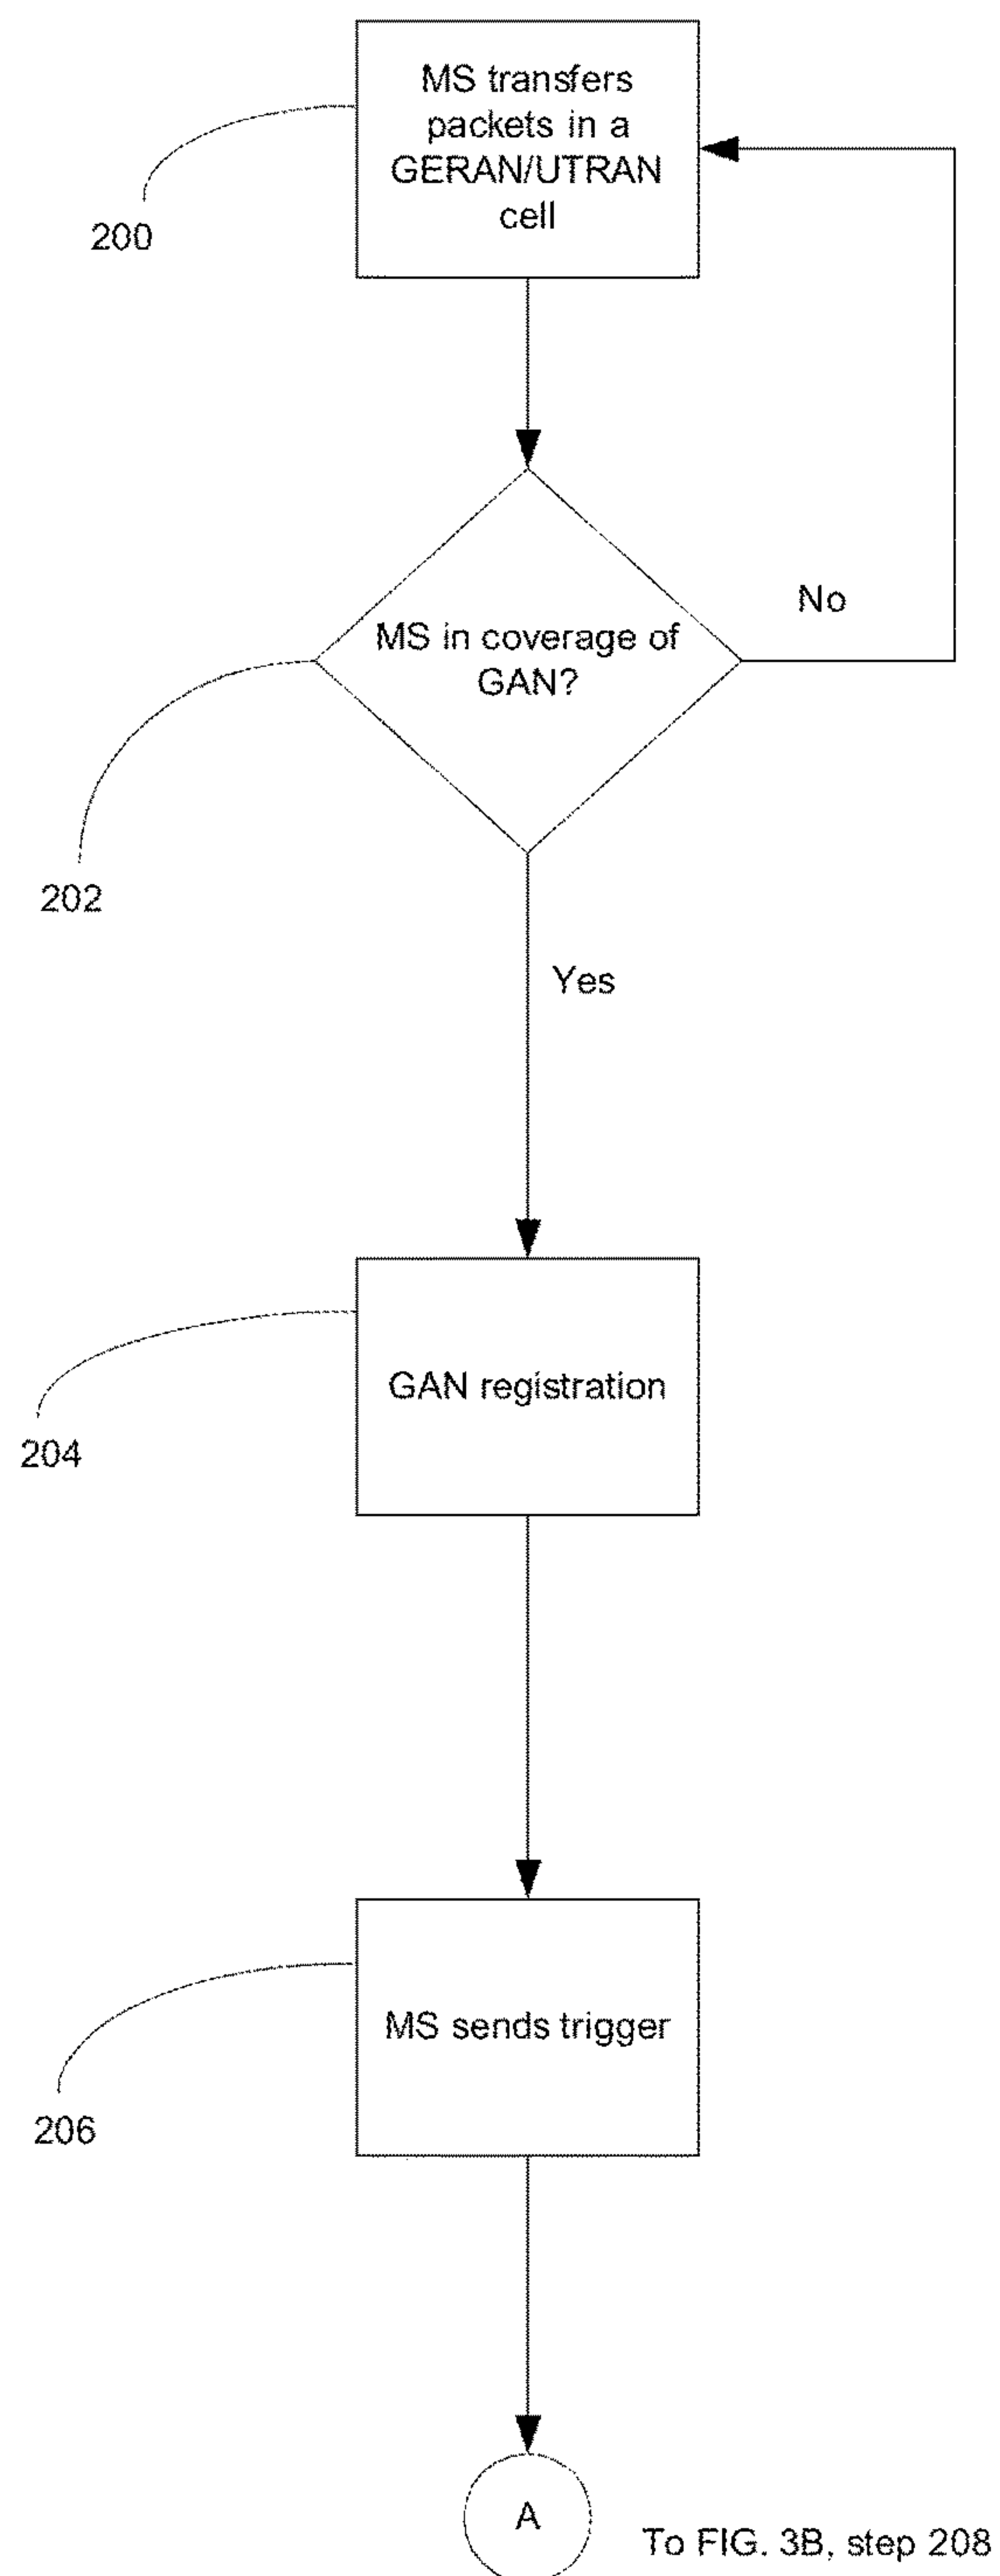 MS transfers
packets in a
GERAN/UTRAN
cell
200
No
MS in coverage of
GAN?
202
Yes
GAN registration
204
MS sends trigger
206
A
To FIG. 3B, step 208